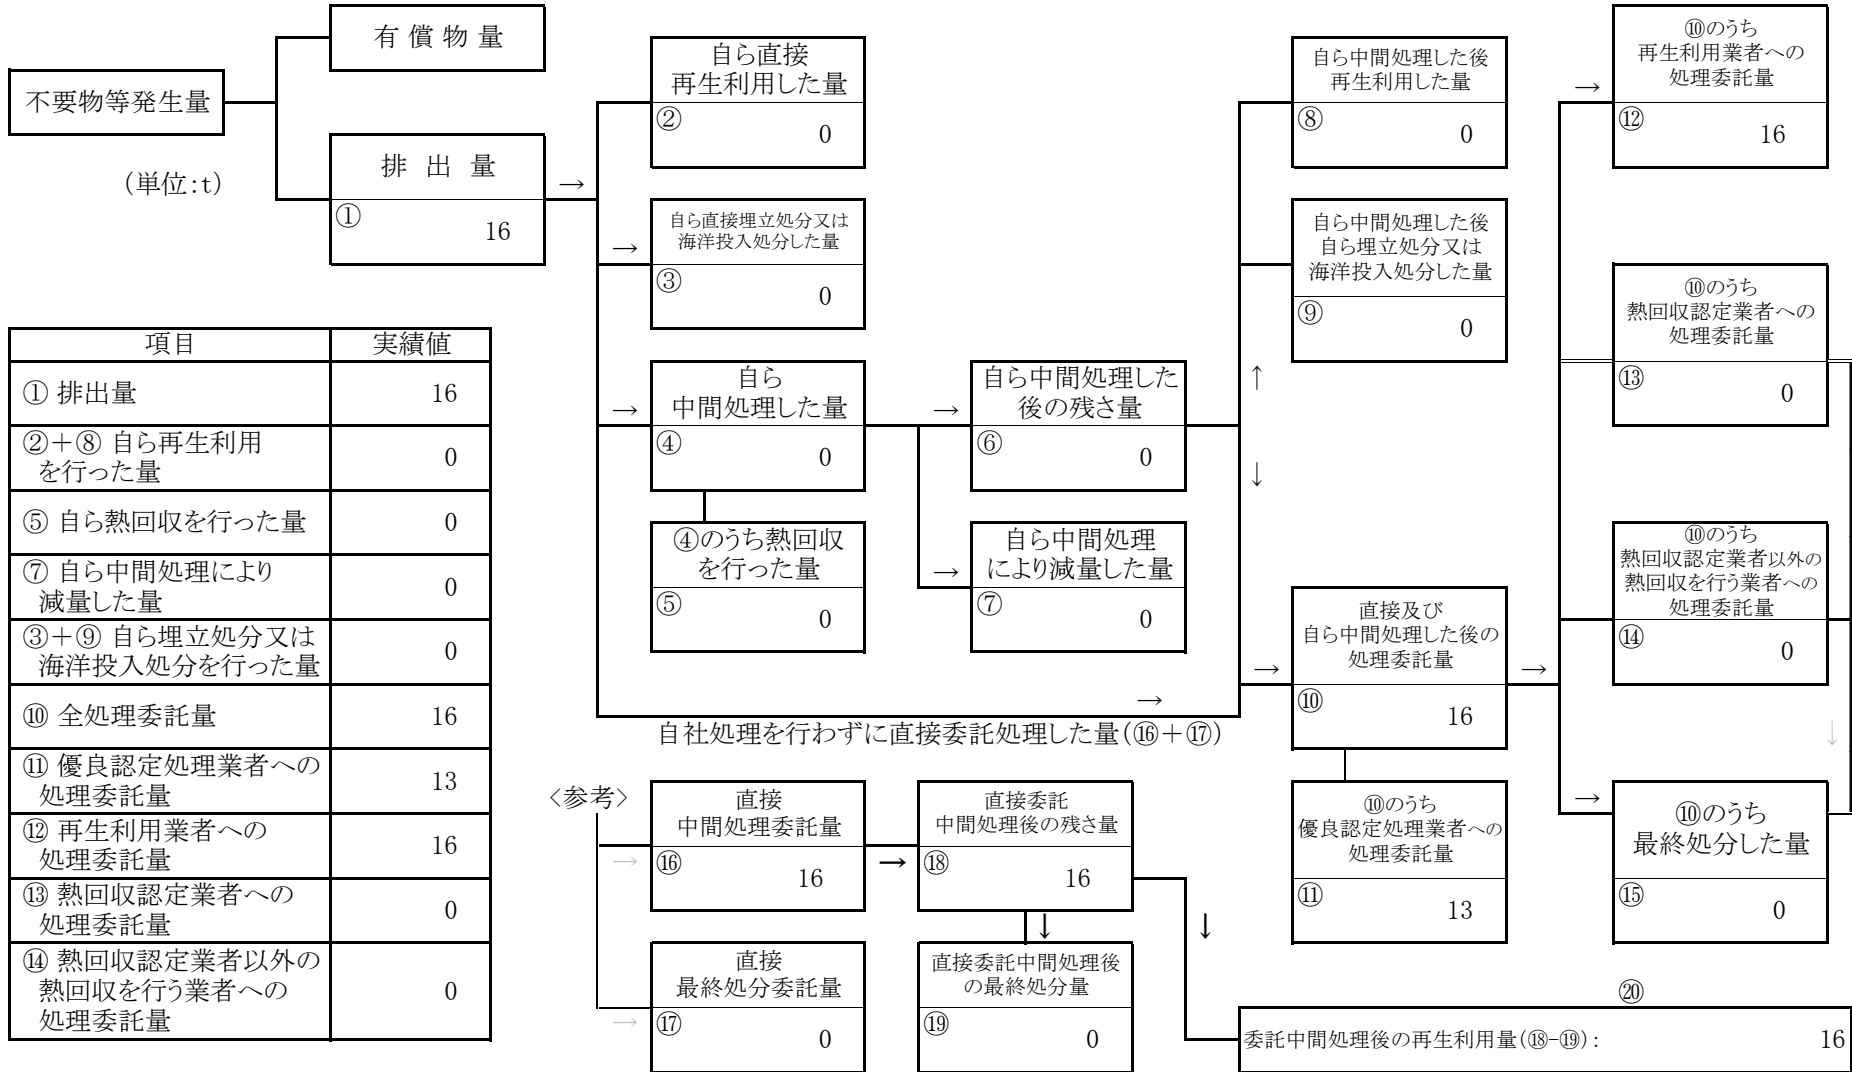 有償物量
不要物等発生量
(単位:t)
排出量
①
16
→
自ら直接
再生利用した量
②
0
→
自ら直接埋立処分又は
海洋投入処分した量
③
0
→
自ら
中間処理した量
④
0
④のうち熱回収
を行った量
⑤
0
→
自ら中間処理した
後の残さ量
⑥
0
→
自ら中間処理
により減量した量
⑦
0
↑
↓
自ら中間処理した後
再生利用した量
⑧
0
自ら中間処理した後
自ら埋立処分又は
海洋投入処分した量
⑨
0
→
自社処理を行わずに直接委託処理した量(⑯+⑰)
→
直接及び
自ら中間処理した後の
処理委託量
⑩
16
⑩のうち
優良認定処理業者への
処理委託量
⑪
13
→
→
⑩のうち
再生利用業者への
処理委託量
⑫
16
⑩のうち
熱回収認定業者への
処理委託量
⑬
0
⑩のうち
熱回収認定業者以外の
熱回収を行う業者への
処理委託量
⑭
0
↓
→
⑩のうち
最終処分した量
⑮
0
項目 実績値
① 排出量 16
②+⑧ 自ら再生利用
を行った量 0
⑤ 自ら熱回収を行った量 0
⑦ 自ら中間処理により
減量した量 0
③+⑨ 自ら埋立処分又は
海洋投入処分を行った量 0
⑩ 全処理委託量 16
⑪ 優良認定処理業者への
処理委託量 13
⑫ 再生利用業者への
処理委託量 16
⑬ 熱回収認定業者への
処理委託量 0
⑭ 熱回収認定業者以外の
熱回収を行う業者への
処理委託量 0
〈参考〉
→
直接
中間処理委託量
⑯
16
→
直接委託
中間処理後の残さ量
⑱
16
↓
↓
→
直接
最終処分委託量
⑰
0
直接委託中間処理後
の最終処分量
⑲
0
⑳
委託中間処理後の再生利用量(⑱-⑲): 16